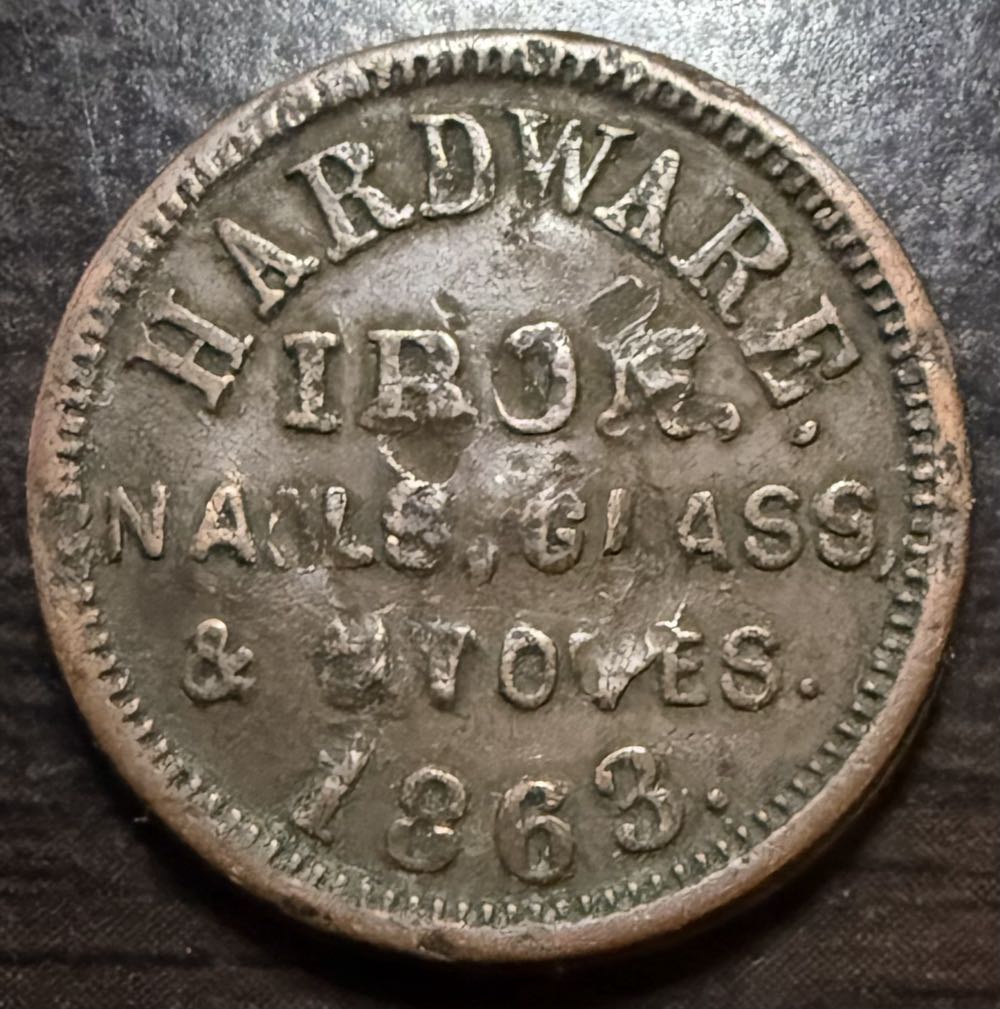 HARDWARE.
IRON.
NAILS, GLASS,
& STOVES.
1863.